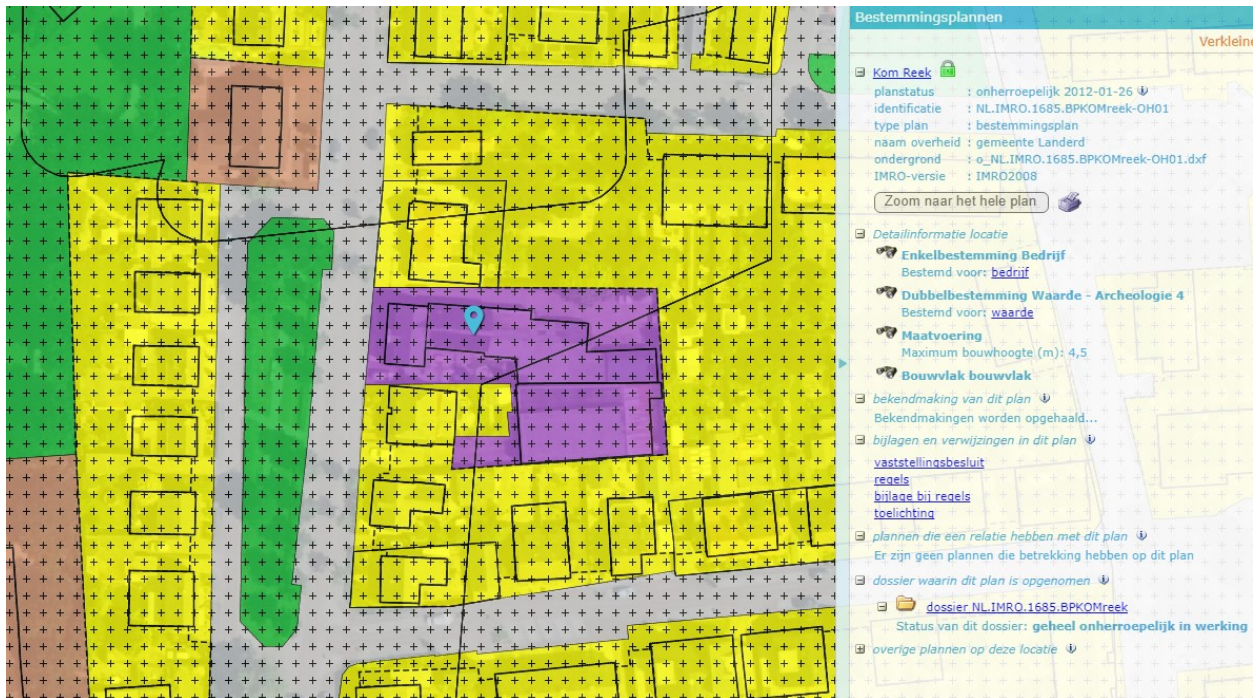 Bestemmingsplannen
Verkleine
Kom Reek
planstatus : onherroepelijk 2012-01-26
identificatie : NL.IMRO.1685.BPKOMreek-OH01
type plan : bestemmingsplan
naam overheid : gemeente Landerd
ondergrond : o_NL.IMRO.1685.BPKOMreek-OH01.dxf
IMRO-versie : IMRO2008
Zoom naar het hele plan
Detailinformatie locatie
Enkelbestemming Bedrijf
Bestemd voor: bedrijf
Dubbelbestemming Waarde - Archeologie 4
Bestemd voor: waarde
Maatvoering
Maximum bouwhoogte (m): 4,5
Bouwvlak bouwvlak
bekendmaking van dit plan
Bekendmakingen worden opgehaald...
bijlagen en verwijzingen in dit plan
vaststellingsbesluit
regels
bijlage bij regels
toelichting
plannen die een relatie hebben met dit plan
Er zijn geen plannen die betrekking hebben op dit plan
dossier waarin dit plan is opgenomen
dossier NL.IMRO.1685.BPKOMreek
Status van dit dossier: geheel onherroepelijk in werking
overige plannen op deze locatie